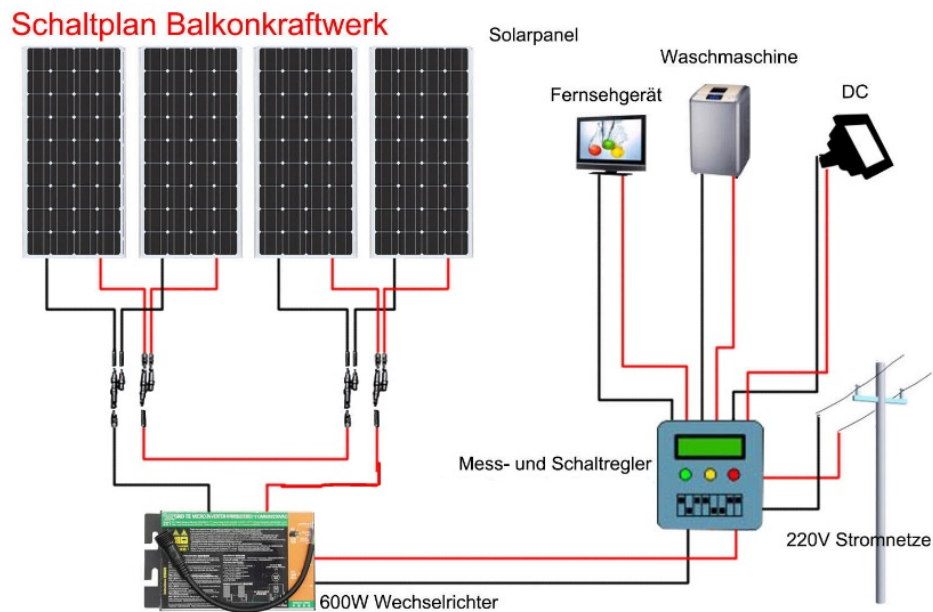 Schaltplan Balkonkraftwerk
Solarpanel
Waschmaschine
Fernsehgerät
DC
Mess- und Schaltregler
220V Stromnetze
600W Wechselrichter